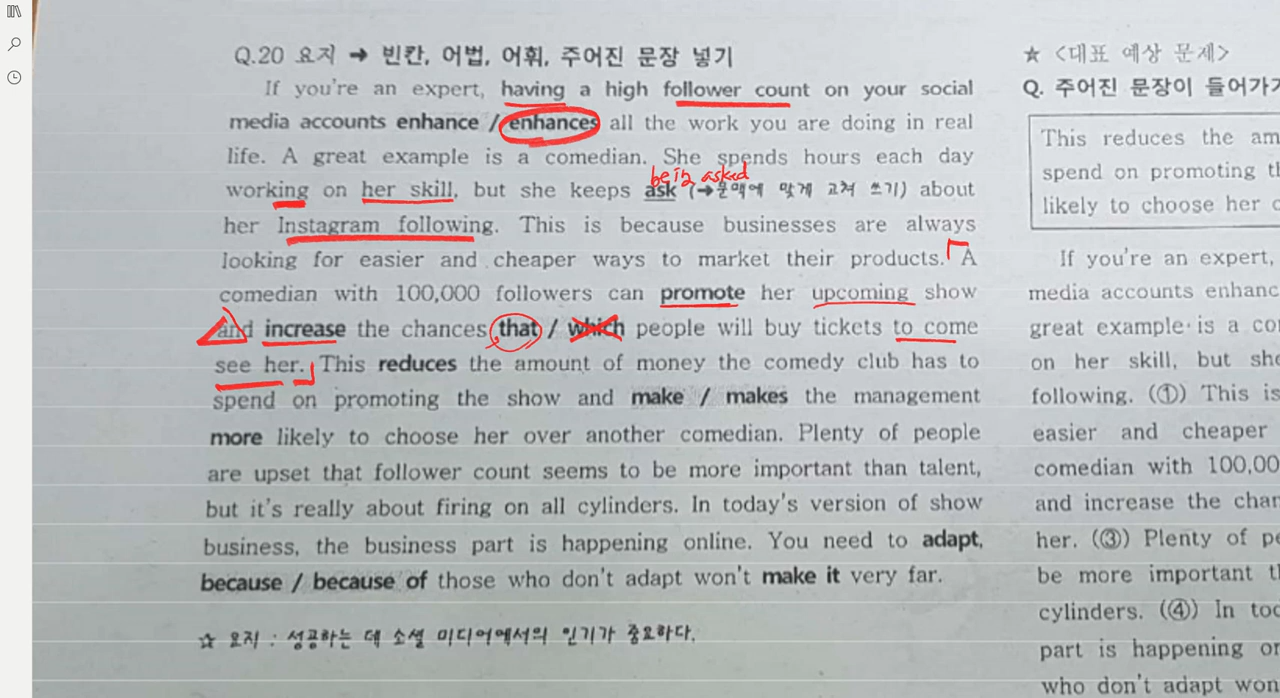 Q.20 요지 → 빈칸, 어법, 어휘, 주어진 문장 넣기
If you're an expert, having a high follower count on your social
media accounts enhance / enhances all the work you are doing in real
life. A great example is a comedian. She spends hours each day
being asked
working on her skill, but she keeps ask (→문맥에 맞게 고쳐 쓰기) about
her Instagram following. This is because businesses are always
looking for easier and cheaper ways to market their products. A
comedian with 100,000 followers can promote her upcoming show
and increase the chances that / which people will buy tickets to come
see her. This reduces the amount of money the comedy club has to
spend on promoting the show and make / makes the management
more likely to choose her over another comedian. Plenty of people
are upset that follower count seems to be more important than talent,
but it's really about firing on all cylinders. In today's version of show
business, the business part is happening online. You need to adapt,
because / because of those who don't adapt won't make it very far.
☆ 요지 : 성공하는 데 소셜 미디어에서의 인기가 중요하다.
★ <대표 예상 문제>
Q. 주어진 문장이 들어가기
This reduces the am
spend on promoting th
likely to choose her o
If you're an expert,
media accounts enhanc
great example is a co
on her skill, but she
following. (①) This is
easier and cheaper
comedian with 100,00
and increase the chan
her. (③) Plenty of pe
be more important th
cylinders. (④) In tod
part is happening on
who don't adapt won